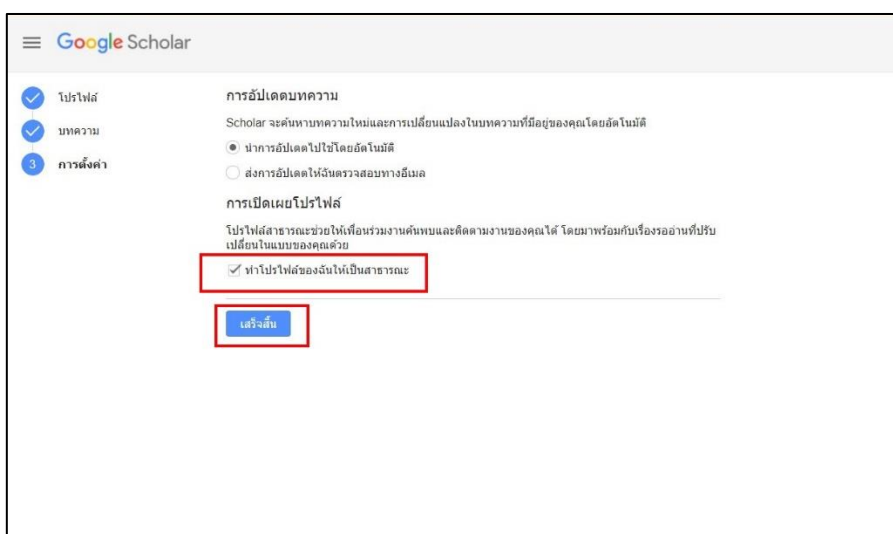 Google Scholar
โปรไฟล์
บทความ
3 การตั้งค่า
การอัปเดตบทความ
Scholar จะค้นหาบทความใหม่และการเปลี่ยนแปลงในบทความที่มีอยู่ของคุณโดยอัตโนมัติ
นำการอัปเดตไปใช้โดยอัตโนมัติ
ส่งการอัปเดตให้ฉันตรวจสอบทางอีเมล
การเปิดเผยโปรไฟล์
โปรไฟล์สาธารณะช่วยให้เพื่อนร่วมงานค้นพบและติดตามงานของคุณได้ โดยมาพร้อมกับเรื่องรออ่านที่ปรับ
เปลี่ยนในแบบของคุณด้วย
ทำโปรไฟล์ของฉันให้เป็นสาธารณะ
เสร็จสิ้น